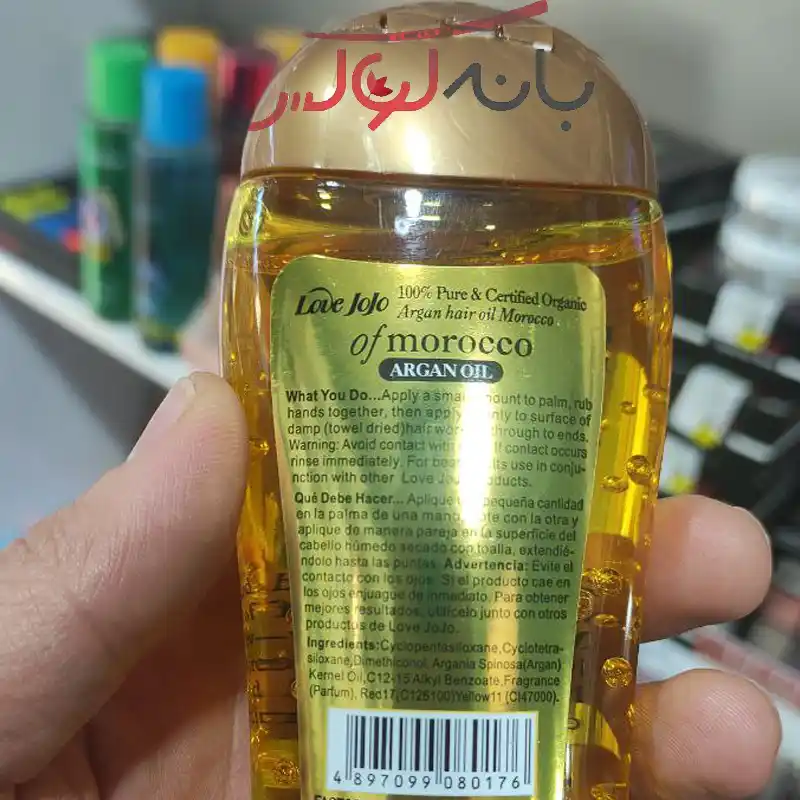 بانه لوکس
Love JoJo 100% Pure & Certified Organic
Argan hair oil Morocco
of morocco
ARGAN OIL
What You Do...Apply a small amount to palm, rub
hands together, then apply evenly to surface of
damp (towel dried)hair through to ends.
Warning: Avoid contact with If contact occurs
rinse immediately. For best results use in conju-
nction with other Love JoJo products.
Qué Debe Hacer... Aplique pequeña cantidad
en la palma de una mano, con la otra y
aplique de manera pareja en la superficie del
cabello húmedo secado con toalla, extendié-
ndolo hasta las puntas. Advertencia: Evite el
contacto con los ojos. Si el producto cae en
los ojos enjuague de inmediato. Para obtener
mejores resultados, utilícelo junto con otros
productos de Love JoJo.
Ingredients:Cyclopentasiloxane,Cyclotetra-
siloxane,Dimethiconol, Argania Spinosa(Argan)
Kernel Oil,C12-15 Alkyl Benzoate,Fragrance
(Parfum), Red17,(C125100)Yellow11 (CI47000).
4 897099 080176